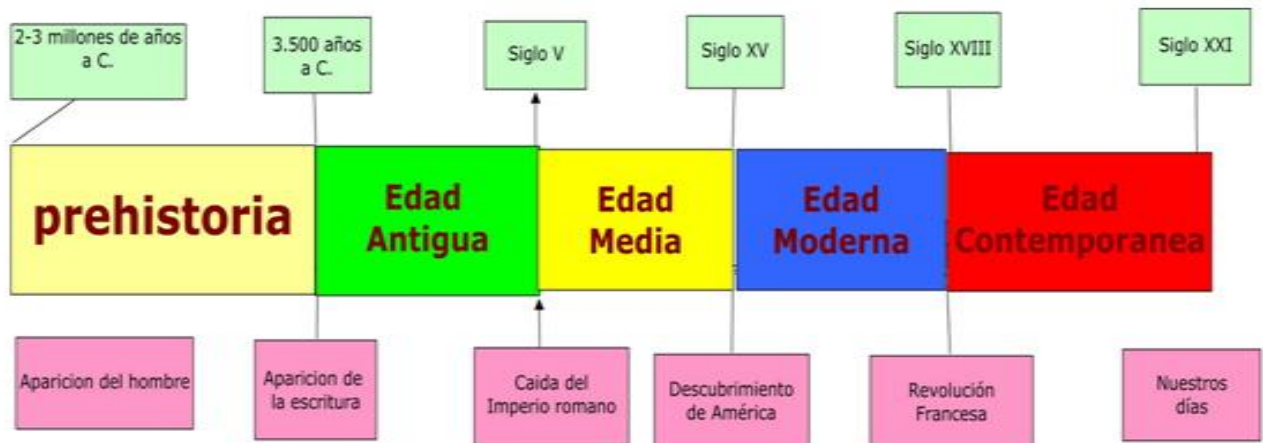 2-3 millones de años
a C.
3.500 años
a C.
Siglo V
Siglo XV
Siglo XVIII
Siglo XXI
prehistoria
Edad
Antigua
Edad
Media
Edad
Moderna
Edad
Contemporanea
Aparicion del hombre
Aparicion de
la escritura
Caida del
Imperio romano
Descubrimiento
de América
Revolución
Francesa
Nuestros
días